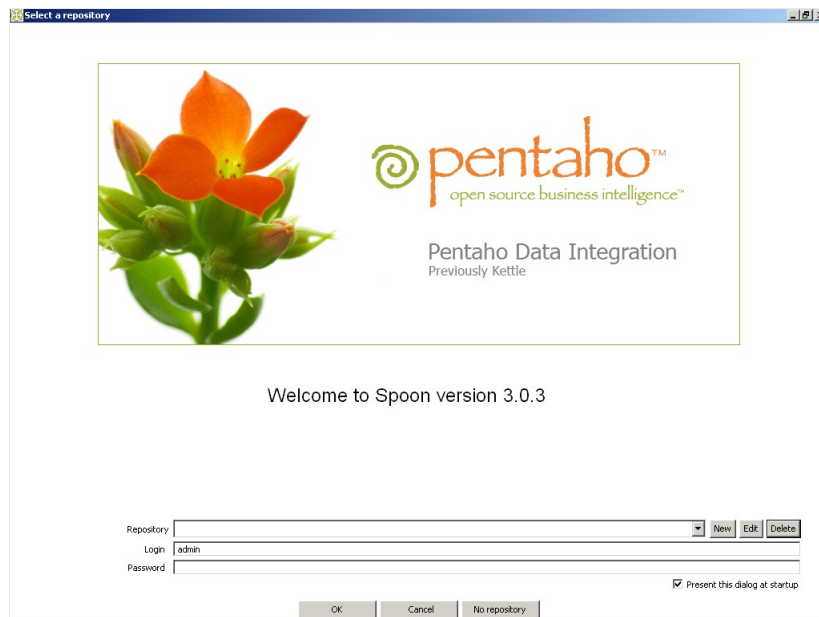 Select a repository
pentaho™
open source business intelligence™
Pentaho Data Integration
Previously Kettle
Welcome to Spoon version 3.0.3
Repository New Edit Delete
Login admin
Password
Present this dialog at startup
OK Cancel No repository